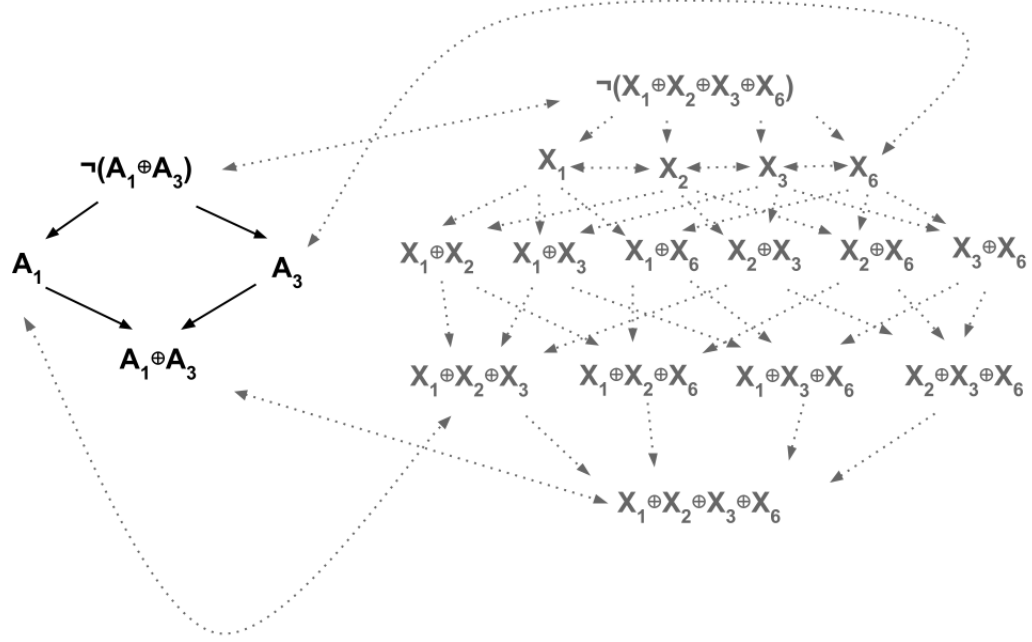 ¬(X₁⊕X₂⊕X₃⊕X₆)
¬(A₁⊕A₃)
X₁ X₂ X₃ X₆
A₁ A₃
X₁⊕X₂ X₁⊕X₃ X₁⊕X₆ X₂⊕X₃ X₂⊕X₆ X₃⊕X₆
A₁⊕A₃
X₁⊕X₂⊕X₃ X₁⊕X₂⊕X₆ X₁⊕X₃⊕X₆ X₂⊕X₃⊕X₆
X₁⊕X₂⊕X₃⊕X₆